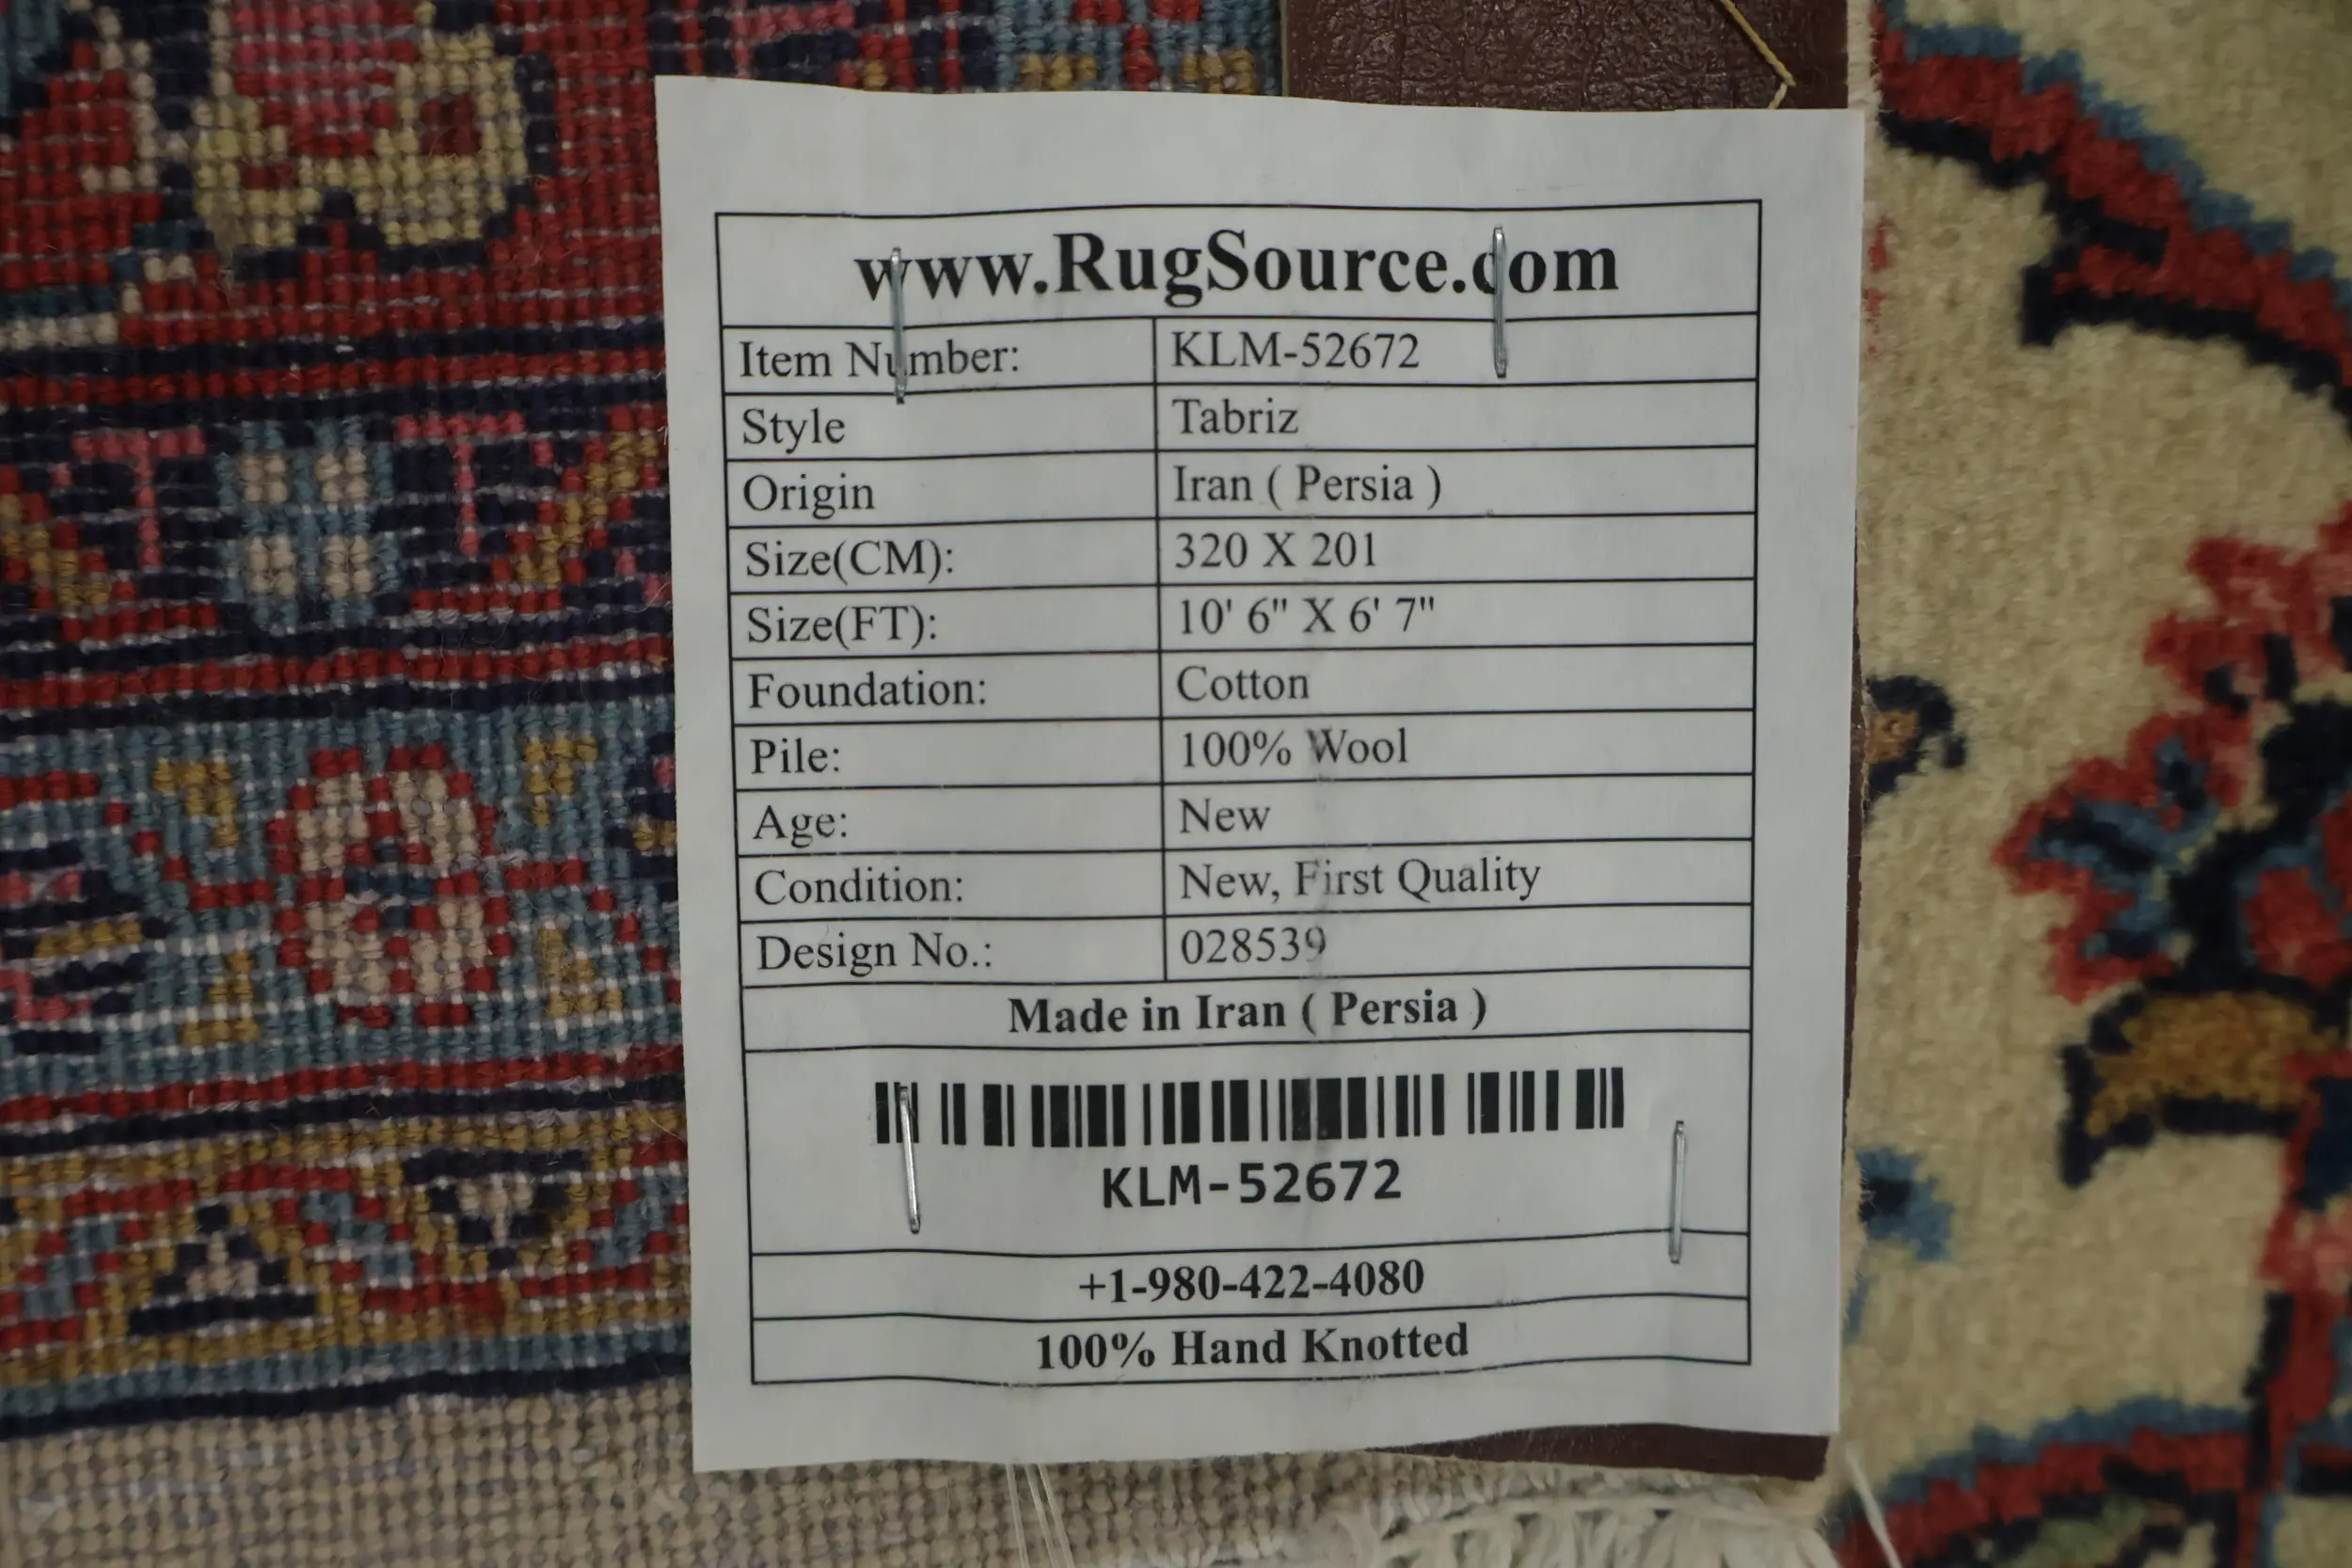 www.RugSource.com
Item Number: KLM-52672
Style Tabriz
Origin Iran ( Persia )
Size(CM): 320 X 201
Size(FT): 10' 6" X 6' 7"
Foundation: Cotton
Pile: 100% Wool
Age: New
Condition: New, First Quality
Design No.: 028539
Made in Iran ( Persia )
KLM-52672
+1-980-422-4080
100% Hand Knotted